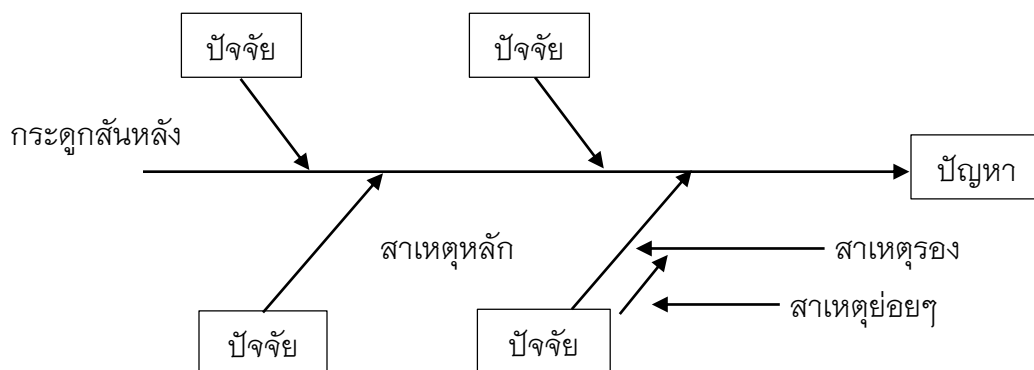 ปัจจัย
ปัจจัย
กระดูกสันหลัง
ปัญหา
สาเหตุหลัก
สาเหตุรอง
สาเหตุย่อยๆ
ปัจจัย
ปัจจัย